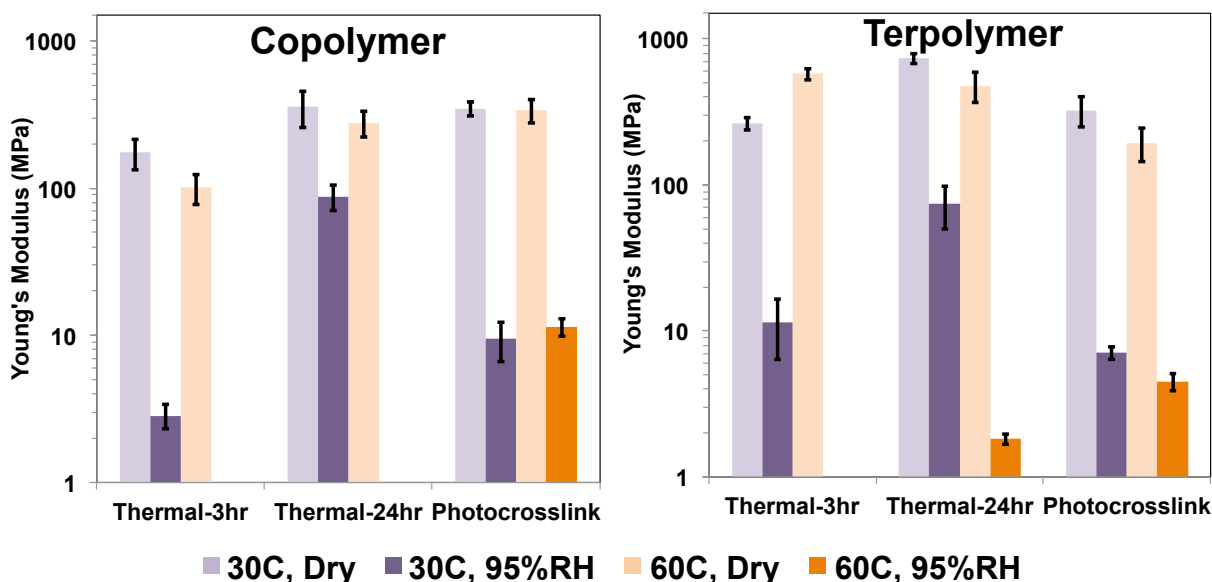 Copolymer
Young's Modulus (MPa)
1000
100
10
1
Thermal-3hr Thermal-24hr Photocrosslink
Terpolymer
Young's Modulus (MPa)
1000
100
10
1
Thermal-3hr Thermal-24hr Photocrosslink
30C, Dry 30C, 95%RH 60C, Dry 60C, 95%RH